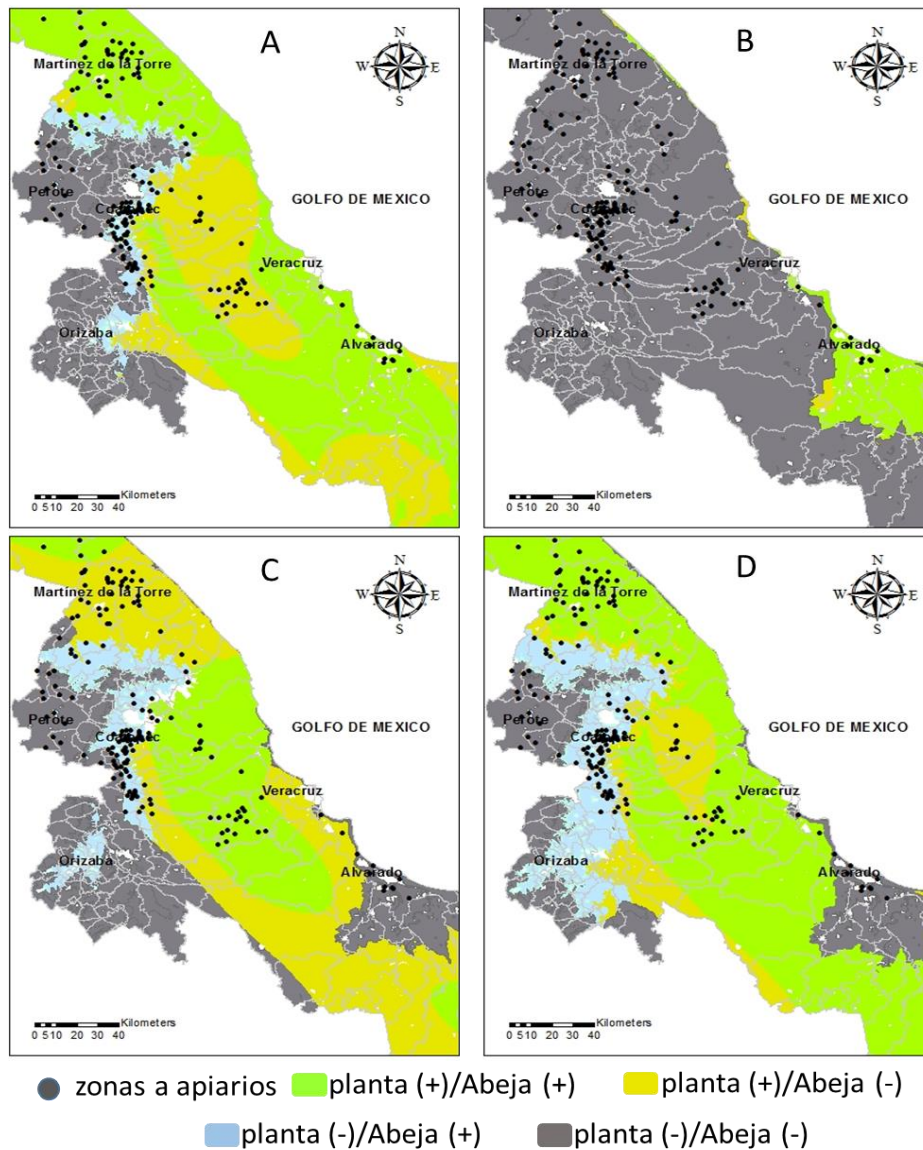 A
N
W E
S
Martínez de la Torre
Perote
Coatepec
GOLFO DE MEXICO
Veracruz
Orizaba
Alvarado
Kilometers
0 5 10 20 30 40
B
N
W E
S
Martínez de la Torre
Perote
Coatepec
GOLFO DE MEXICO
Veracruz
Orizaba
Alvarado
Kilometers
0 5 10 20 30 40
C
N
W E
S
Martínez de la Torre
Perote
Coatepec
GOLFO DE MEXICO
Veracruz
Orizaba
Alvarado
Kilometers
0 5 10 20 30 40
D
N
W E
S
Martínez de la Torre
Perote
Coatepec
GOLFO DE MEXICO
Veracruz
Orizaba
Alvarado
Kilometers
0 5 10 20 30 40
zonas a apiarios planta (+)/Abeja (+) planta (+)/Abeja (-)
planta (-)/Abeja (+) planta (-)/Abeja (-)